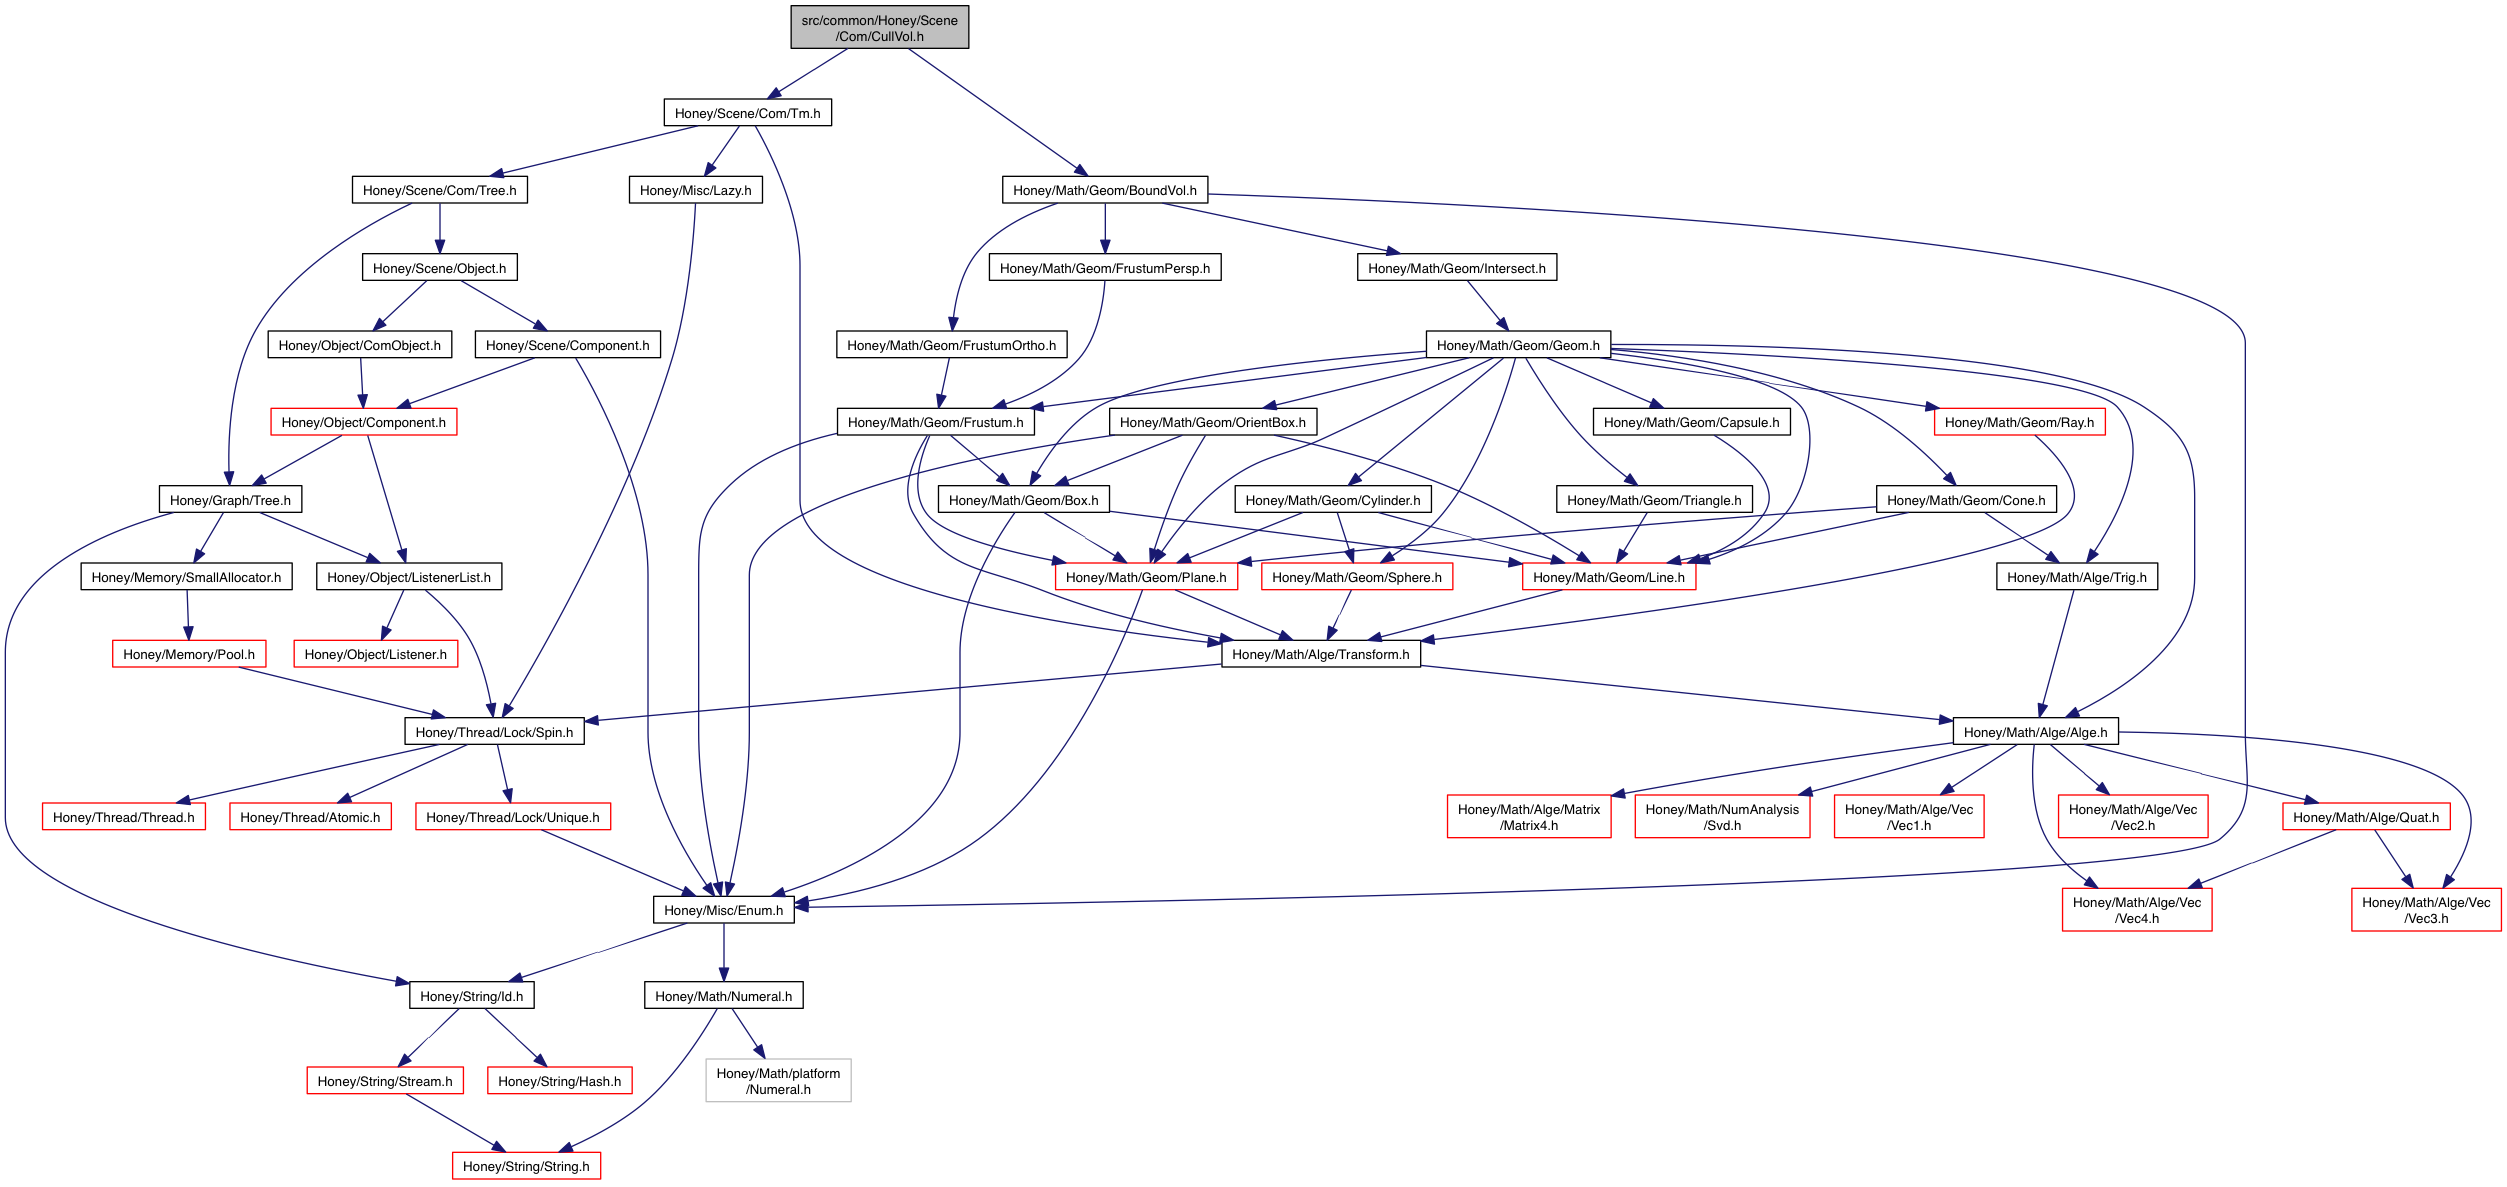 src/common/Honey/Scene
/Com/CullVol.h
Honey/Scene/Com/Tm.h
Honey/Scene/Com/Tree.h
Honey/Misc/Lazy.h
Honey/Math/Geom/BoundVol.h
Honey/Scene/Object.h
Honey/Math/Geom/FrustumPersp.h
Honey/Math/Geom/Intersect.h
Honey/Object/ComObject.h
Honey/Scene/Component.h
Honey/Math/Geom/FrustumOrtho.h
Honey/Math/Geom/Geom.h
Honey/Object/Component.h
Honey/Math/Geom/Frustum.h
Honey/Math/Geom/OrientBox.h
Honey/Math/Geom/Capsule.h
Honey/Math/Geom/Ray.h
Honey/Graph/Tree.h
Honey/Math/Geom/Box.h
Honey/Math/Geom/Cylinder.h
Honey/Math/Geom/Triangle.h
Honey/Math/Geom/Cone.h
Honey/Memory/SmallAllocator.h
Honey/Object/ListenerList.h
Honey/Math/Geom/Plane.h
Honey/Math/Geom/Sphere.h
Honey/Math/Geom/Line.h
Honey/Math/Alge/Trig.h
Honey/Memory/Pool.h
Honey/Object/Listener.h
Honey/Math/Alge/Transform.h
Honey/Thread/Lock/Spin.h
Honey/Math/Alge/Alge.h
Honey/Thread/Thread.h
Honey/Thread/Atomic.h
Honey/Thread/Lock/Unique.h
Honey/Math/Alge/Matrix
/Matrix4.h
Honey/Math/NumAnalysis
/Svd.h
Honey/Math/Alge/Vec
/Vec1.h
Honey/Math/Alge/Vec
/Vec2.h
Honey/Math/Alge/Quat.h
Honey/Misc/Enum.h
Honey/Math/Alge/Vec
/Vec4.h
Honey/Math/Alge/Vec
/Vec3.h
Honey/String/Id.h
Honey/Math/Numeral.h
Honey/String/Stream.h
Honey/String/Hash.h
Honey/Math/platform
/Numeral.h
Honey/String/String.h